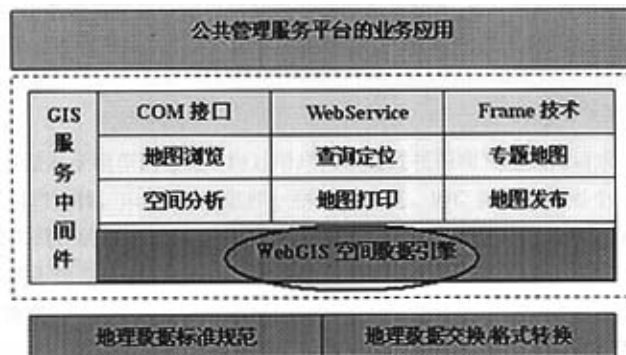 公共管理服务平台的业务应用
GIS服务中间件
COM 接口 WebService Frame 技术
地图浏览 查询定位 专题地图
空间分析 地图打印 地图发布
WebGIS 空间数据引擎
地理数据标准规范 地理数据交换/格式转换